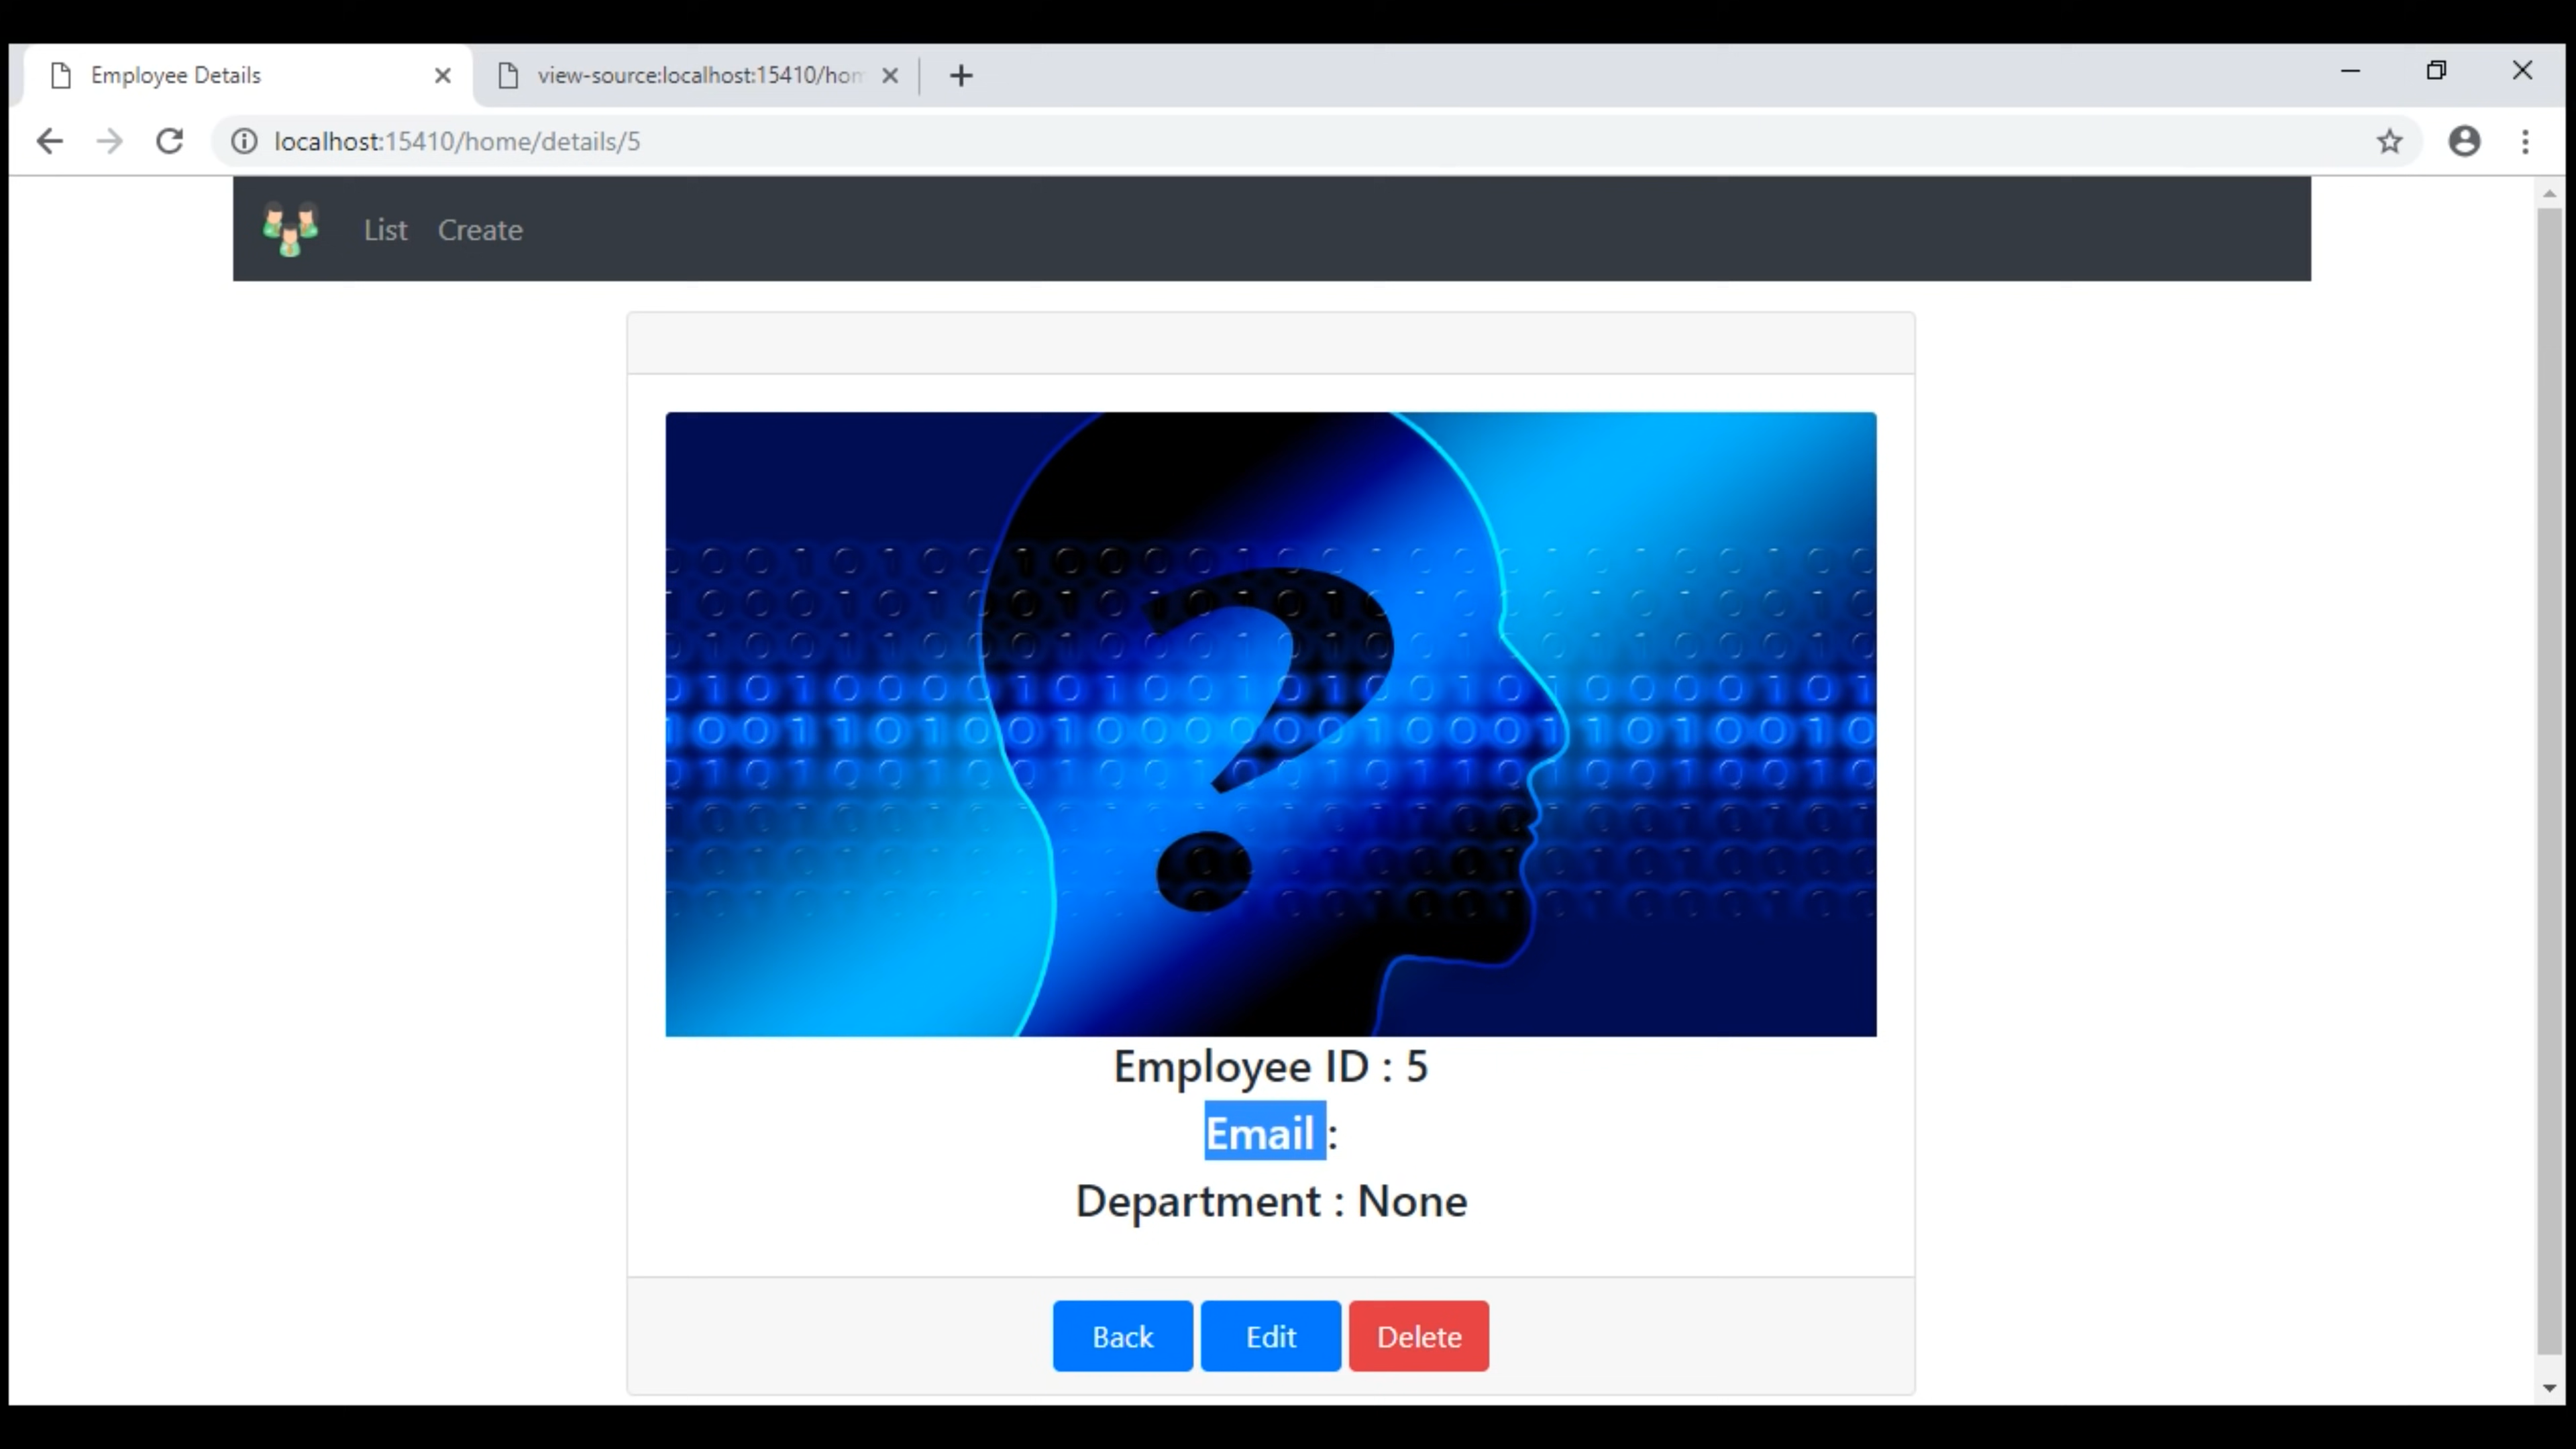 Employee Details
view-source:localhost:15410/hom
localhost:15410/home/details/5
List Create
Employee ID : 5
Email :
Department : None
Back Edit Delete